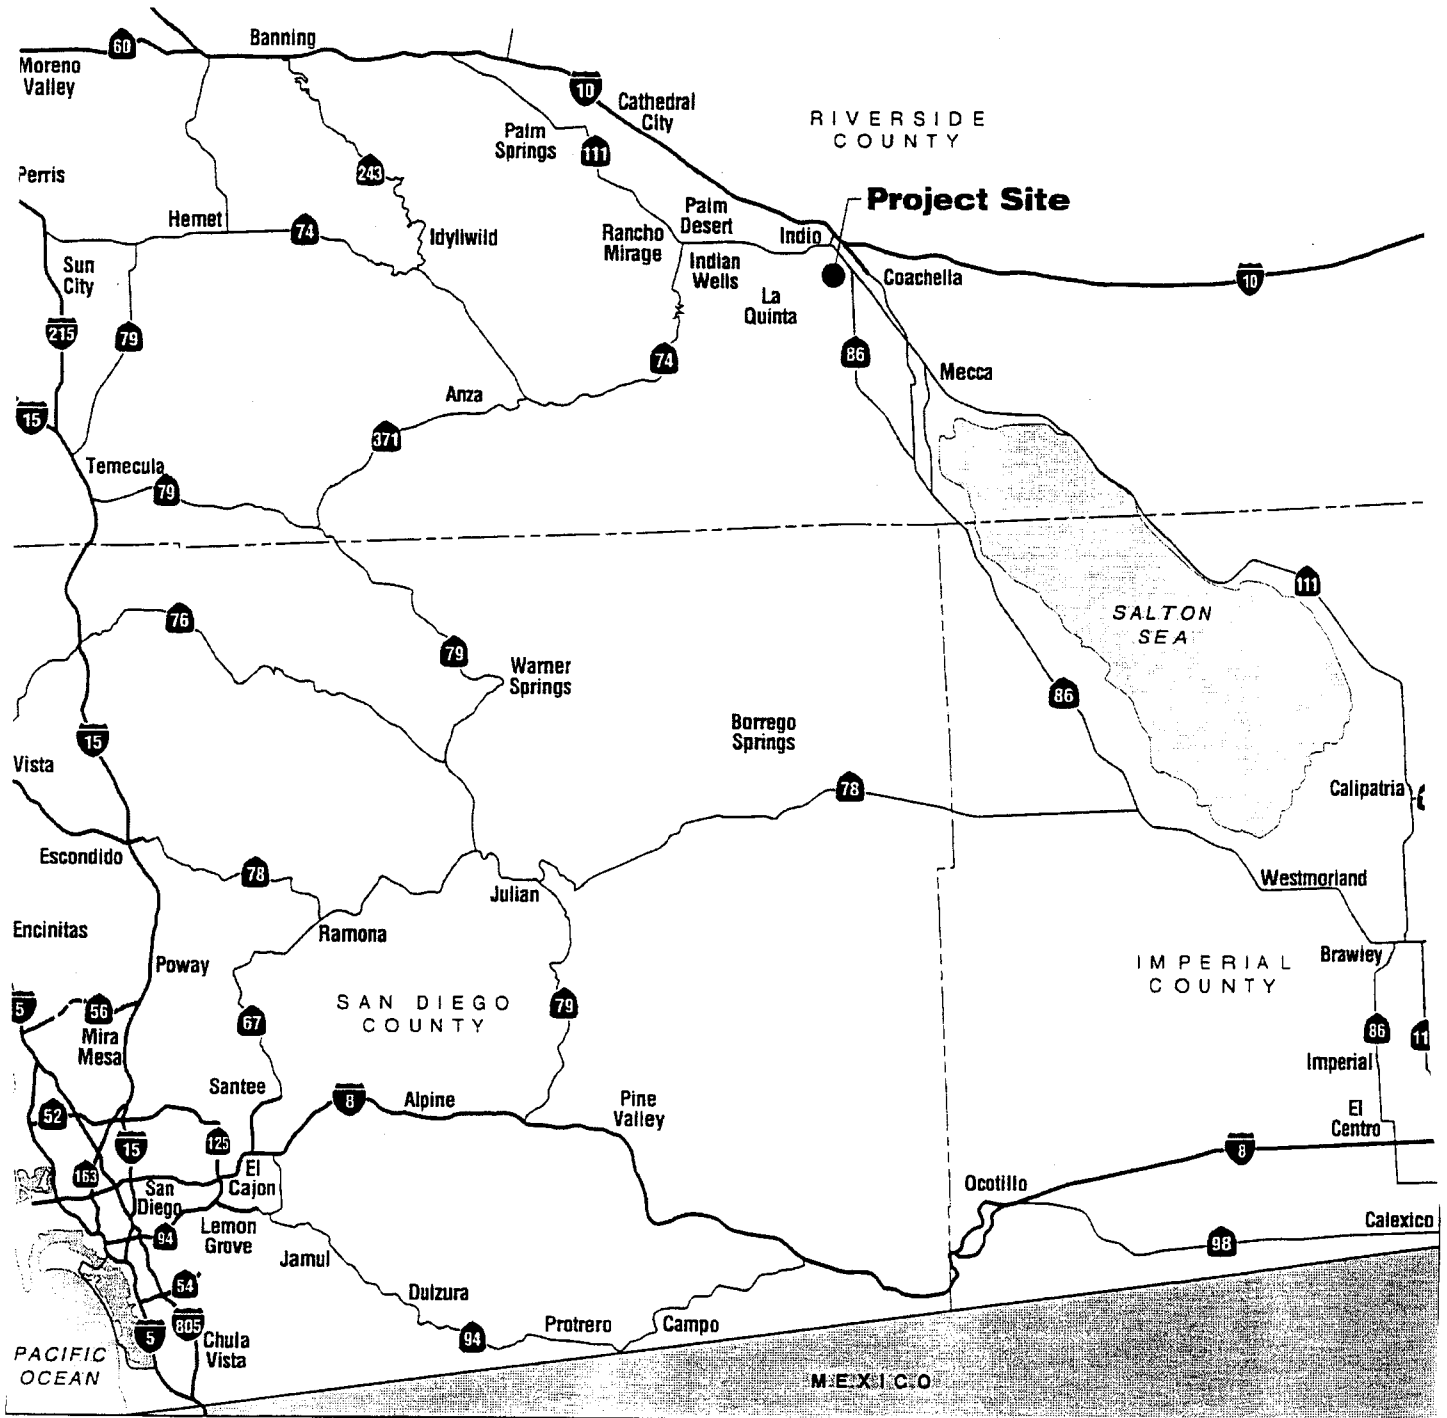 Banning
60
Moreno
Valley
10
Cathedral
City
RIVERSIDE
COUNTY
Palm
Springs
111
243
Perris
Project Site
Hemet
74
Idyllwild
Palm
Desert
Rancho
Mirage
Indio
Indian
Wells
Coachella
10
Sun
City
La
Quinta
215
79
74
86
Mecca
Anza
15
371
Temecula
79
111
SALTON
SEA
76
79
Warner
Springs
86
Borrego
Springs
15
Vista
78
Calipatria
Escondido
78
Julian
Westmorland
Encinitas
Ramona
Poway
Brawley
IMPERIAL
COUNTY
SAN DIEGO
COUNTY
5
56
79
Mira
Mesa
67
86
11
Imperial
Santee
8
Alpine
Pine
Valley
52
El
Centro
15
125
8
163
El
Cajon
San
Diego
Ocotillo
Lemon
Grove
94
Calexico
98
Jamul
54
Dulzura
805
5
Chula
Vista
94
Protrero
Campo
PACIFIC
OCEAN
MEXICO